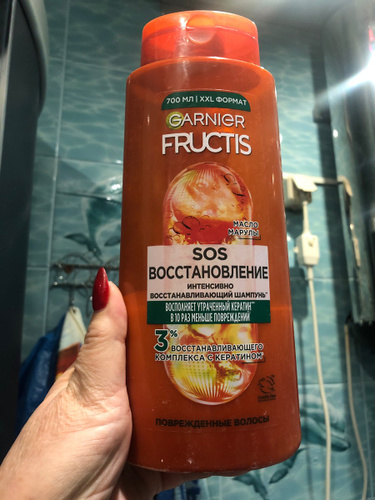 700 МЛ | XXL ФОРМАТ
GARNIER
FRUCTIS
МАСЛО
МАРУЛЫ
SOS
ВОССТАНОВЛЕНИЕ
ИНТЕНСИВНО
ВОССТАНАВЛИВАЮЩИЙ ШАМПУНЬ*
ВОСПОЛНЯЕТ УТРАЧЕННЫЙ КЕРАТИН*
В 10 РАЗ МЕНЬШЕ ПОВРЕЖДЕНИЙ
3% ВОССТАНАВЛИВАЮЩЕГО
КОМПЛЕКСА С КЕРАТИНОМ
ПОВРЕЖДЕННЫЕ ВОЛОСЫ